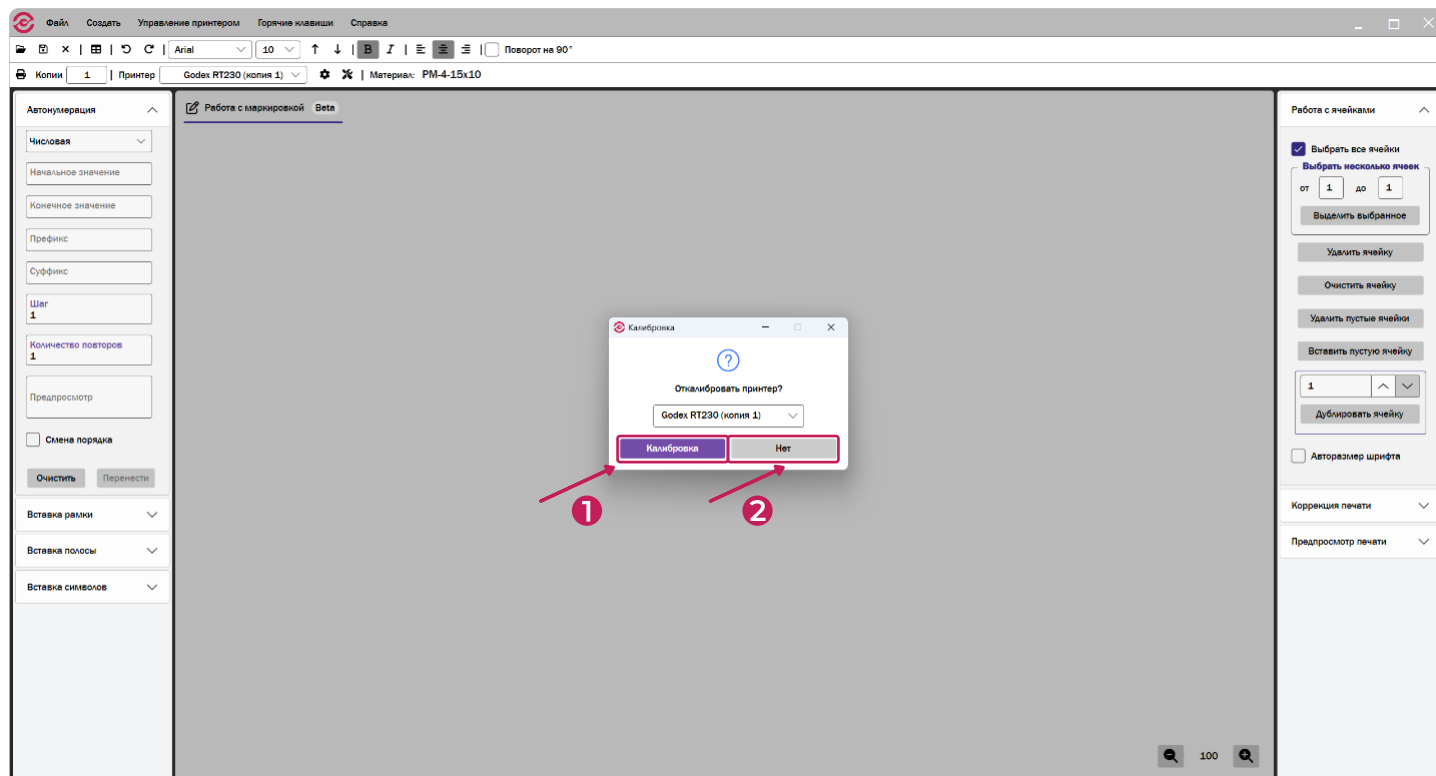 Файл Создать Управление принтером Горячие клавиши Справка
Arial 10 B I Поворот на 90°
Копии 1 | Принтер Godex RT230 (копия 1) | Материал: РМ-4-15х10
Автонумерация
Числовая
Начальное значение
Конечное значение
Префикс
Суффикс
Шаг
1
Количество повторов
1
Предпросмотр
Смена порядка
Очистить Перенести
Вставка рамки
Вставка полосы
Вставка символов
Работа с маркировкой Beta
Калибровка
?
Откалибровать принтер?
Godex RT230 (копия 1)
Калибровка Нет
1 2
100
Работа с ячейками
Выбрать все ячейки
Выбрать несколько ячеек
от 1 до 1
Выделить выбранное
Удалить ячейку
Очистить ячейку
Удалить пустые ячейки
Вставить пустую ячейку
1
Дублировать ячейку
Авторазмер шрифта
Коррекция печати
Предпросмотр печати